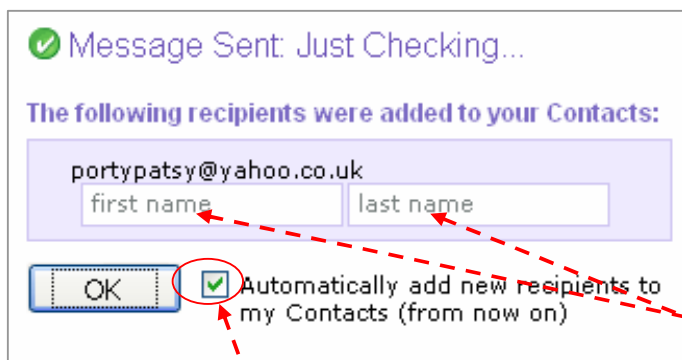 Message Sent: Just Checking...
The following recipients were added to your Contacts:
portypatsy@yahoo.co.uk
first name last name
OK Automatically add new recipients to
my Contacts (from now on)